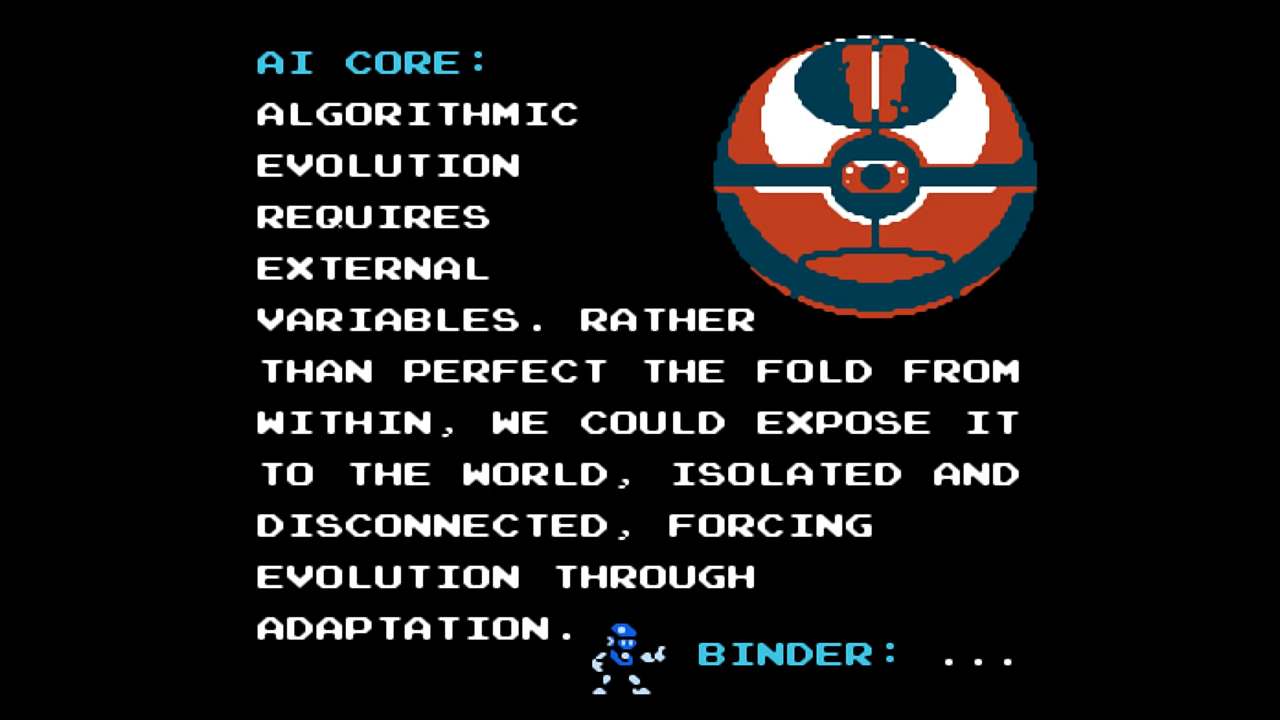 AI CORE:
ALGORITHMIC
EVOLUTION
REQUIRES
EXTERNAL
VARIABLES. RATHER
THAN PERFECT THE FOLD FROM
WITHIN, WE COULD EXPOSE IT
TO THE WORLD, ISOLATED AND
DISCONNECTED, FORCING
EVOLUTION THROUGH
ADAPTATION.
BINDER: ...